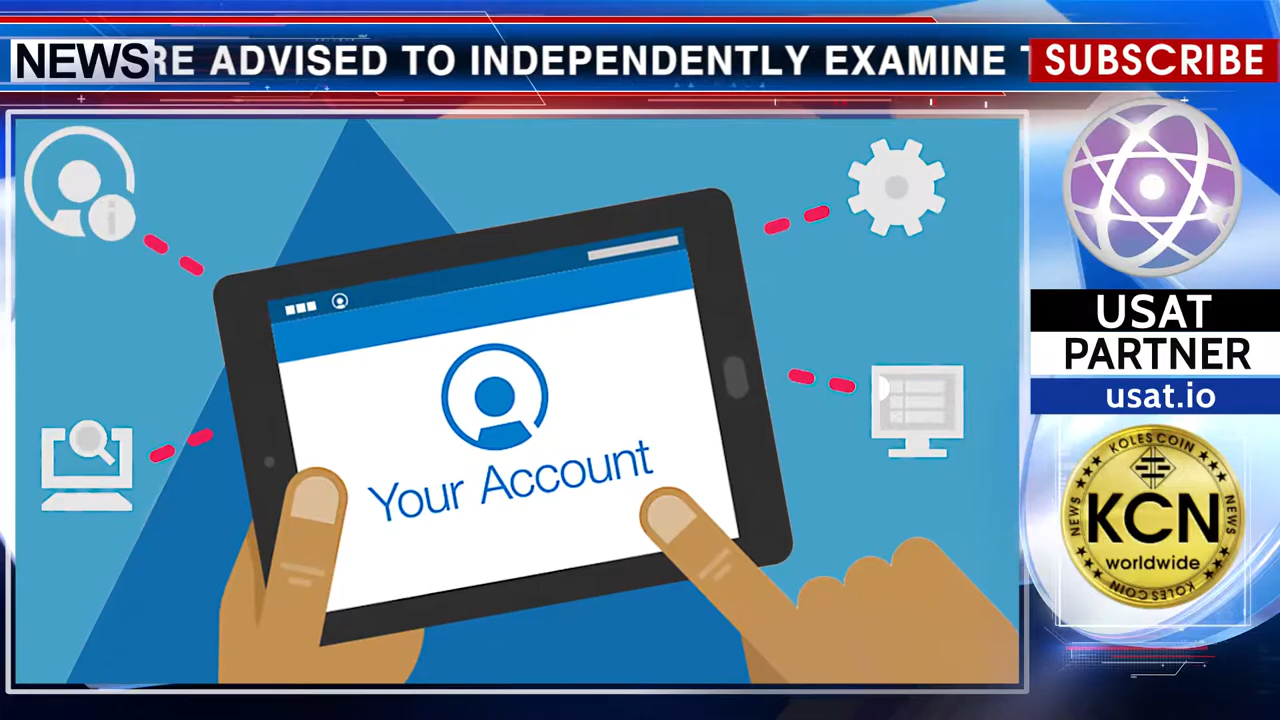 NEWS
RE ADVISED TO INDEPENDENTLY EXAMINE
SUBSCRIBE
Your Account
USAT
PARTNER
usat.io
KOLES COIN
NEWS
KCN
NEWS
worldwide
KOLES COIN